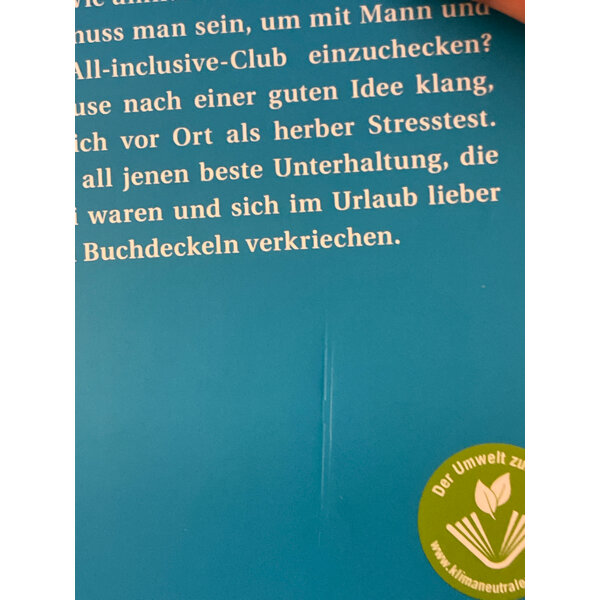 muss man sein, um mit Mann und
All-inclusive-Club einzuchecken?
use nach einer guten Idee klang,
ich vor Ort als herber Stresstest.
all jenen beste Unterhaltung, die
i waren und sich im Urlaub lieber
Buchdeckeln verkriechen.
Der Umwelt zu
www.klimaneutrale